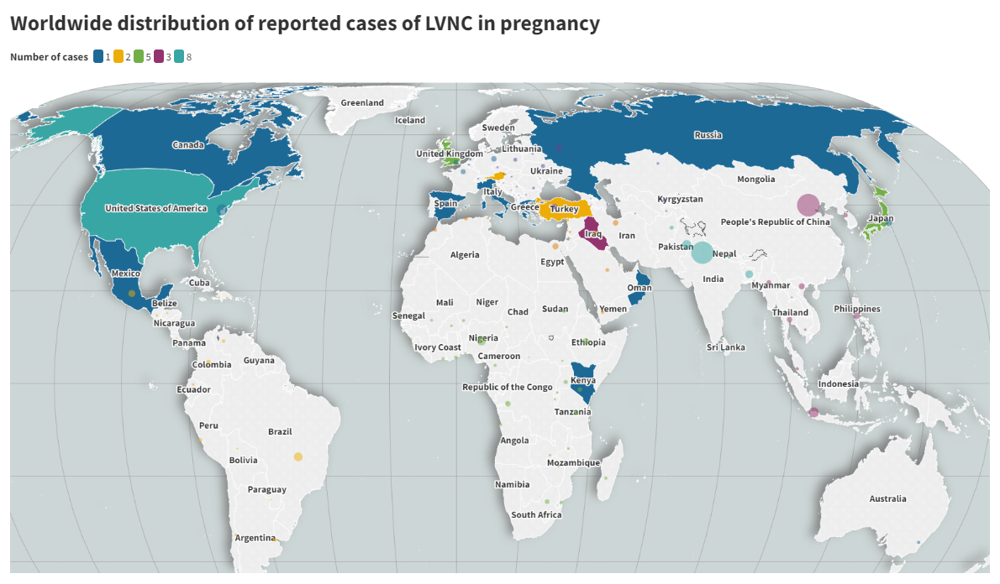 Worldwide distribution of reported cases of LVNC in pregnancy
Number of cases 1 2 5 3 8
Greenland
Iceland
Sweden
Russia
Canada
United Kingdom
Lithuania
Ukraine
Mongolia
United States of America
Spain
Italy
Greece
Turkey
Kyrgyzstan
People's Republic of China
Japan
Iraq
Iran
Algeria
Egypt
Pakistan
Nepal
Mexico
Cuba
India
Myanmar
Oman
Belize
Mali
Niger
Chad
Sudan
Yemen
Senegal
Thailand
Philippines
Nicaragua
Panama
Nigeria
Ethiopia
Ivory Coast
Cameroon
Sri Lanka
Colombia
Guyana
Kenya
Indonesia
Ecuador
Republic of the Congo
Tanzania
Peru
Brazil
Angola
Bolivia
Mozambique
Paraguay
Namibia
Australia
South Africa
Argentina